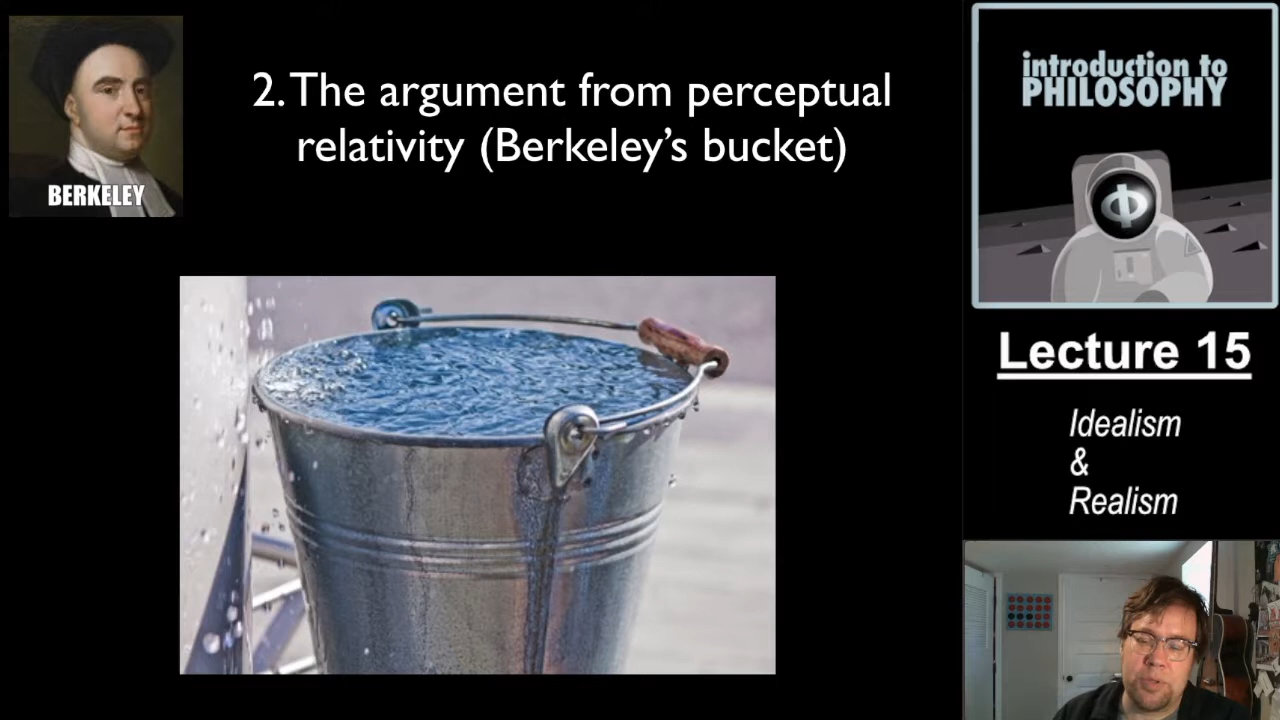 2. The argument from perceptual
relativity (Berkeley's bucket)
BERKELEY
introduction to
PHILOSOPHY
Φ
Lecture 15
Idealism
&
Realism